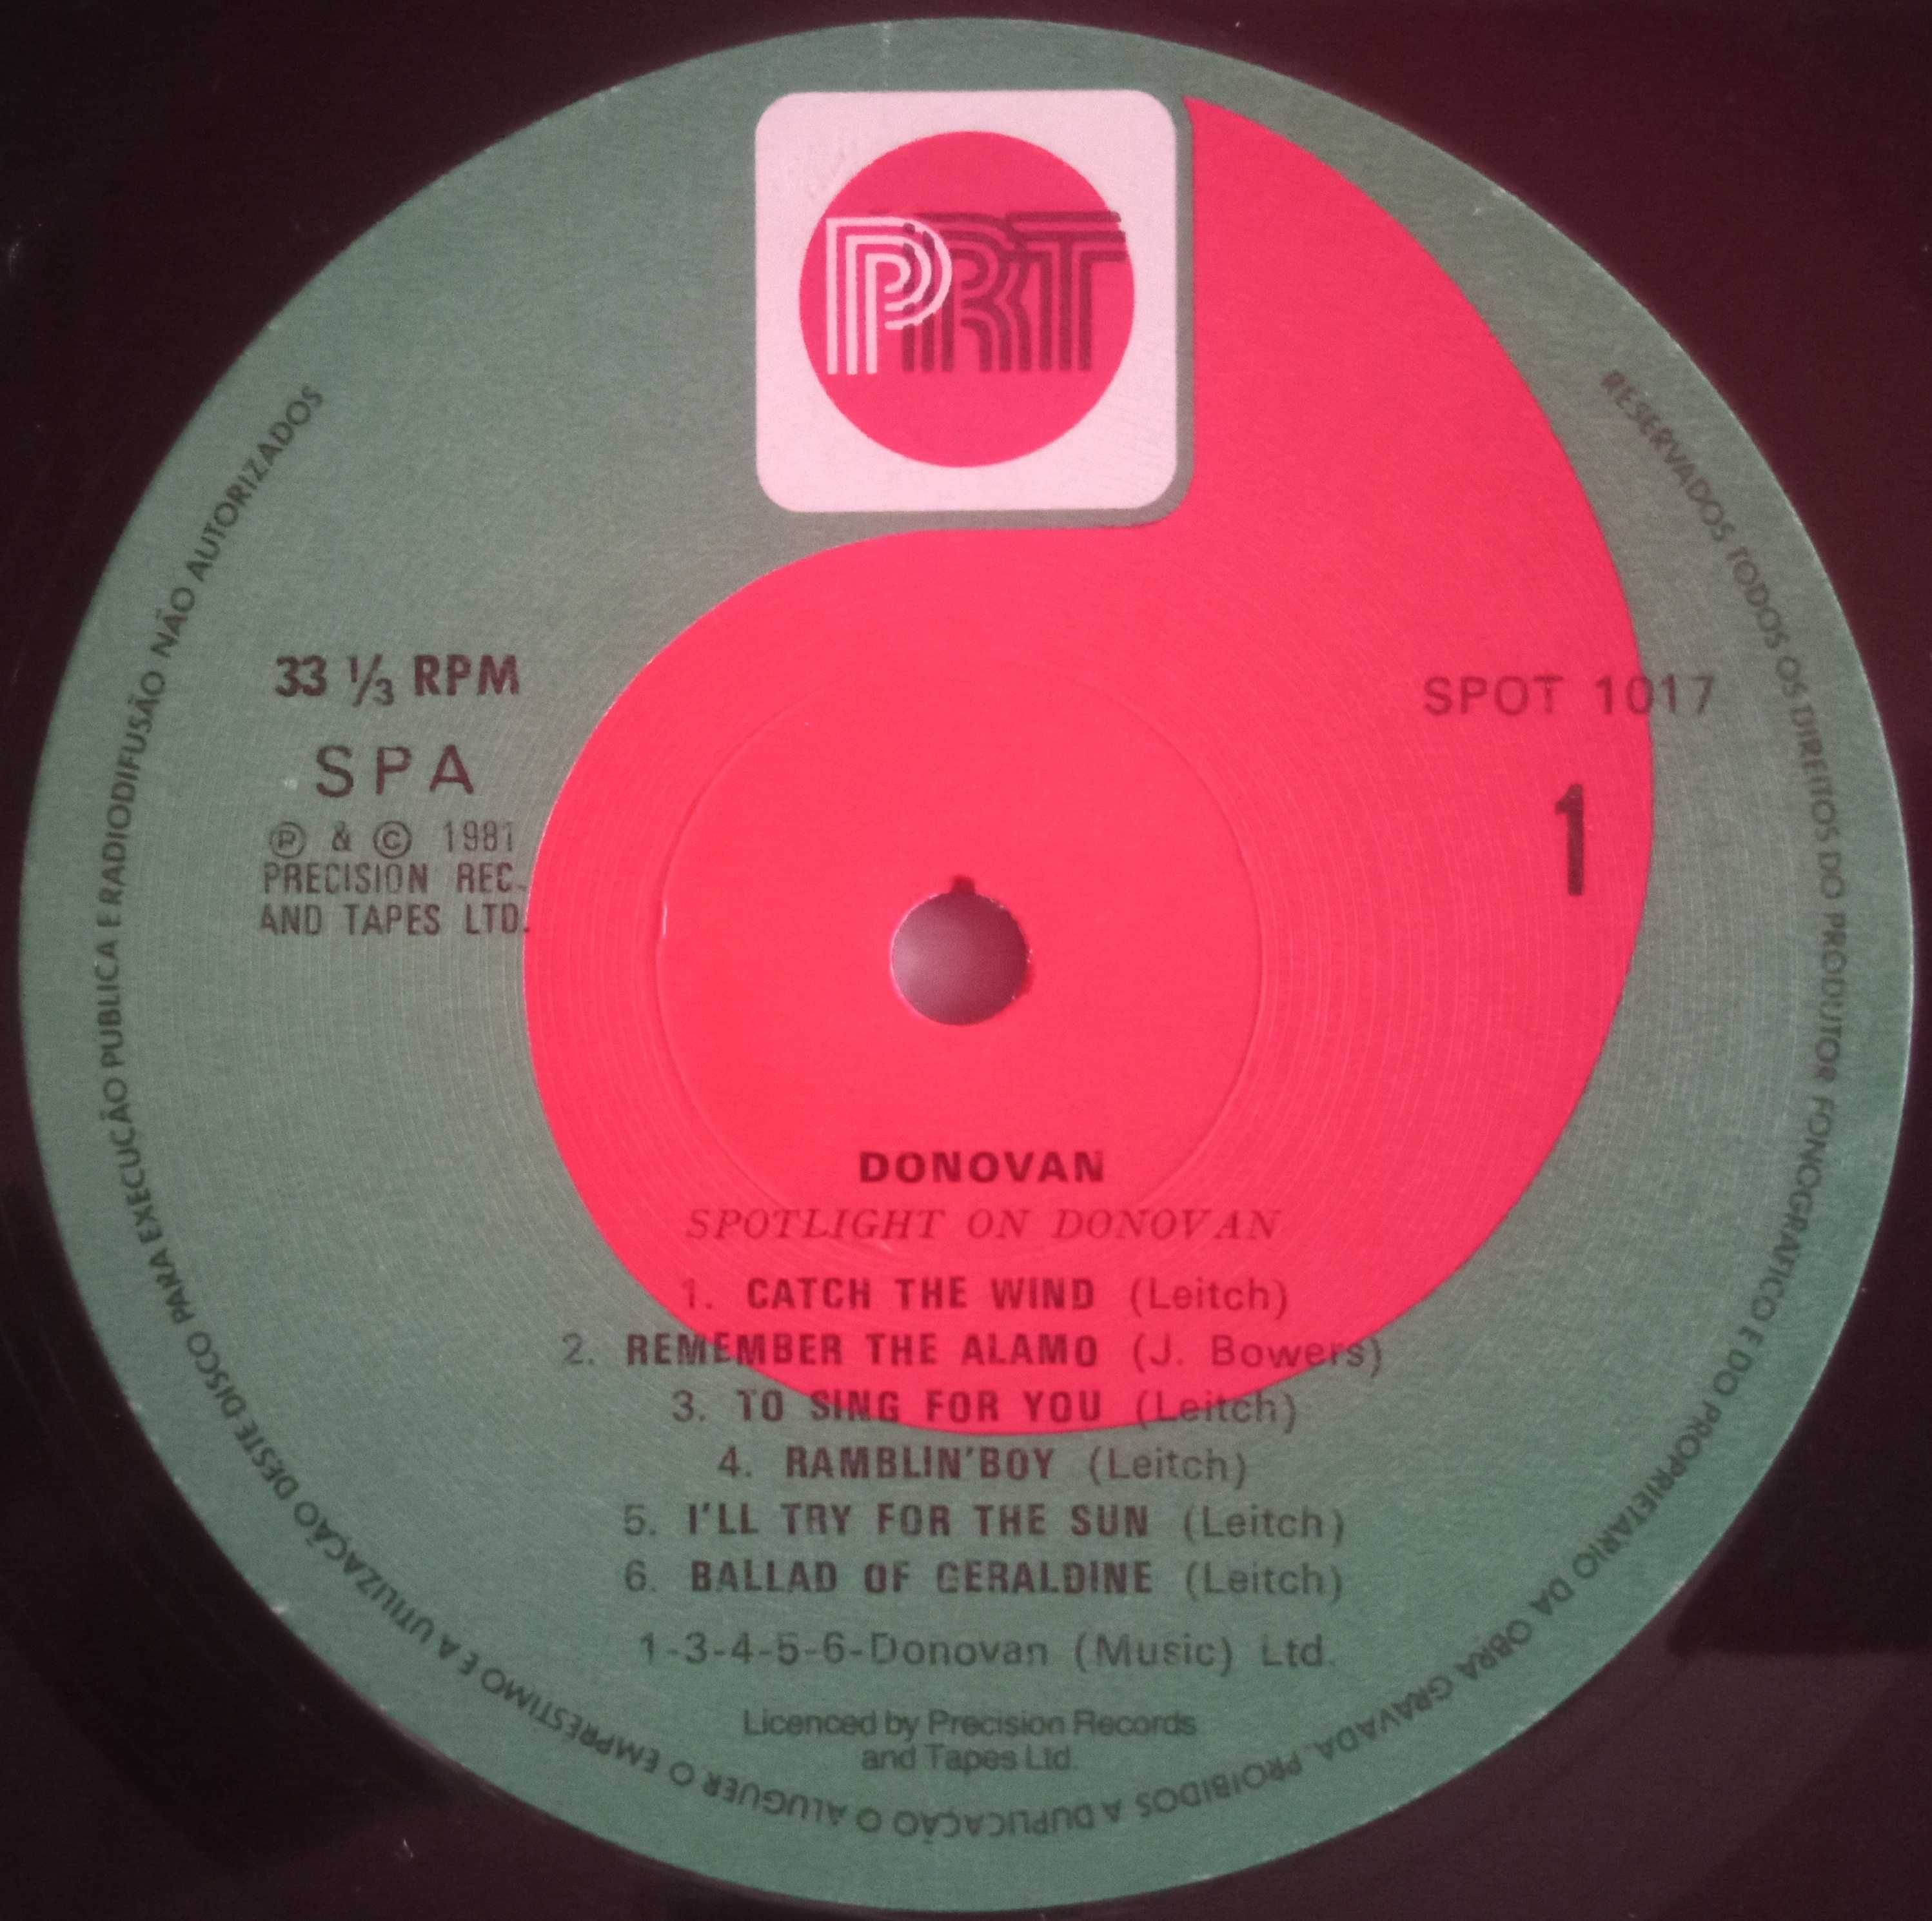 PRT
33 1/3 RPM
SPA
℗ & © 1981
PRECISION REC.
AND TAPES LTD.
SPOT 1017
1
DONOVAN
SPOTLIGHT ON DONOVAN
1. CATCH THE WIND (Leitch)
2. REMEMBER THE ALAMO (J. Bowers)
3. TO SING FOR YOU (Leitch)
4. RAMBLIN'BOY (Leitch)
5. I'LL TRY FOR THE SUN (Leitch)
6. BALLAD OF GERALDINE (Leitch)
1-3-4-5-6-Donovan (Music) Ltd.
Licenced by Precision Records
and Tapes Ltd.
RESERVADOS TODOS OS DIREITOS DO PRODUTOR FONOGRAFICO E DO PROPRIETARIO DA OBRA GRAVADA PROIBIDOS A DUPLICAÇÃO O ALUGUER O EMPRESTIMO E A UTILIZAÇÃO DESTE DISCO PARA EXECUÇÃO PUBLICA E RADIODIFUSÃO NÃO AUTORIZADOS